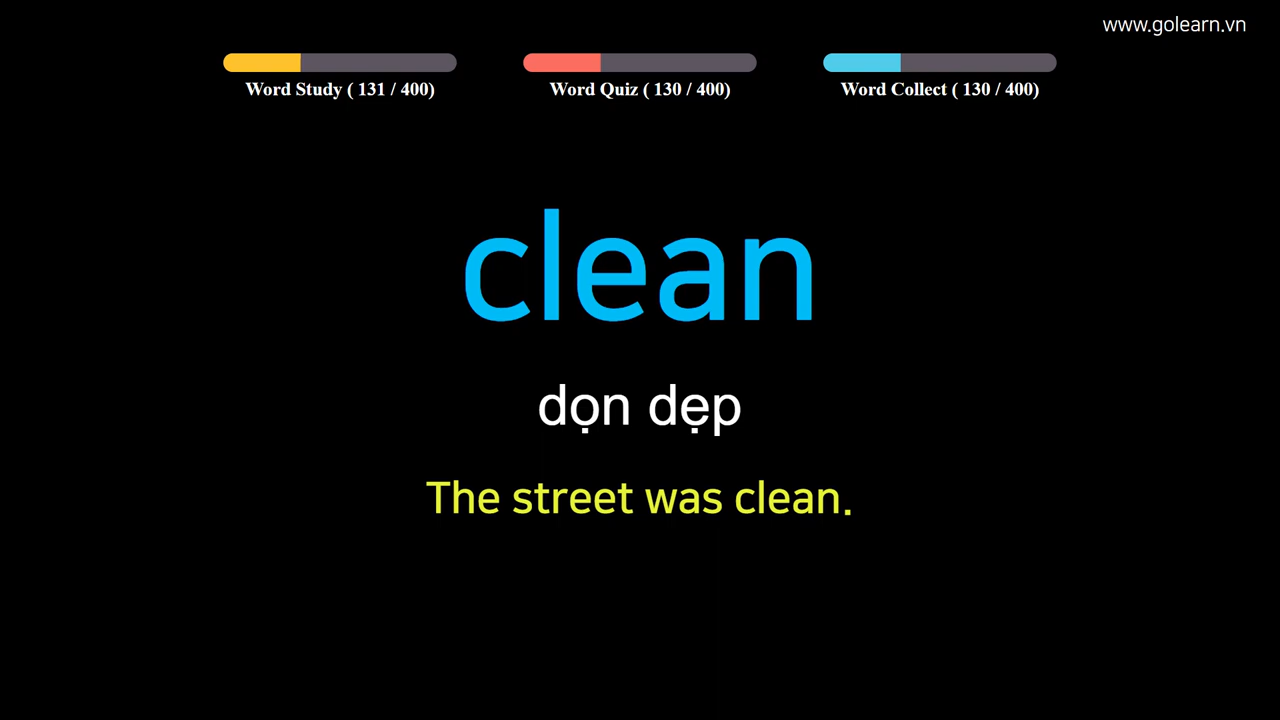 www.golearn.vn
Word Study ( 131 / 400)
Word Quiz ( 130 / 400)
Word Collect ( 130 / 400)
clean
dọn dẹp
The street was clean.